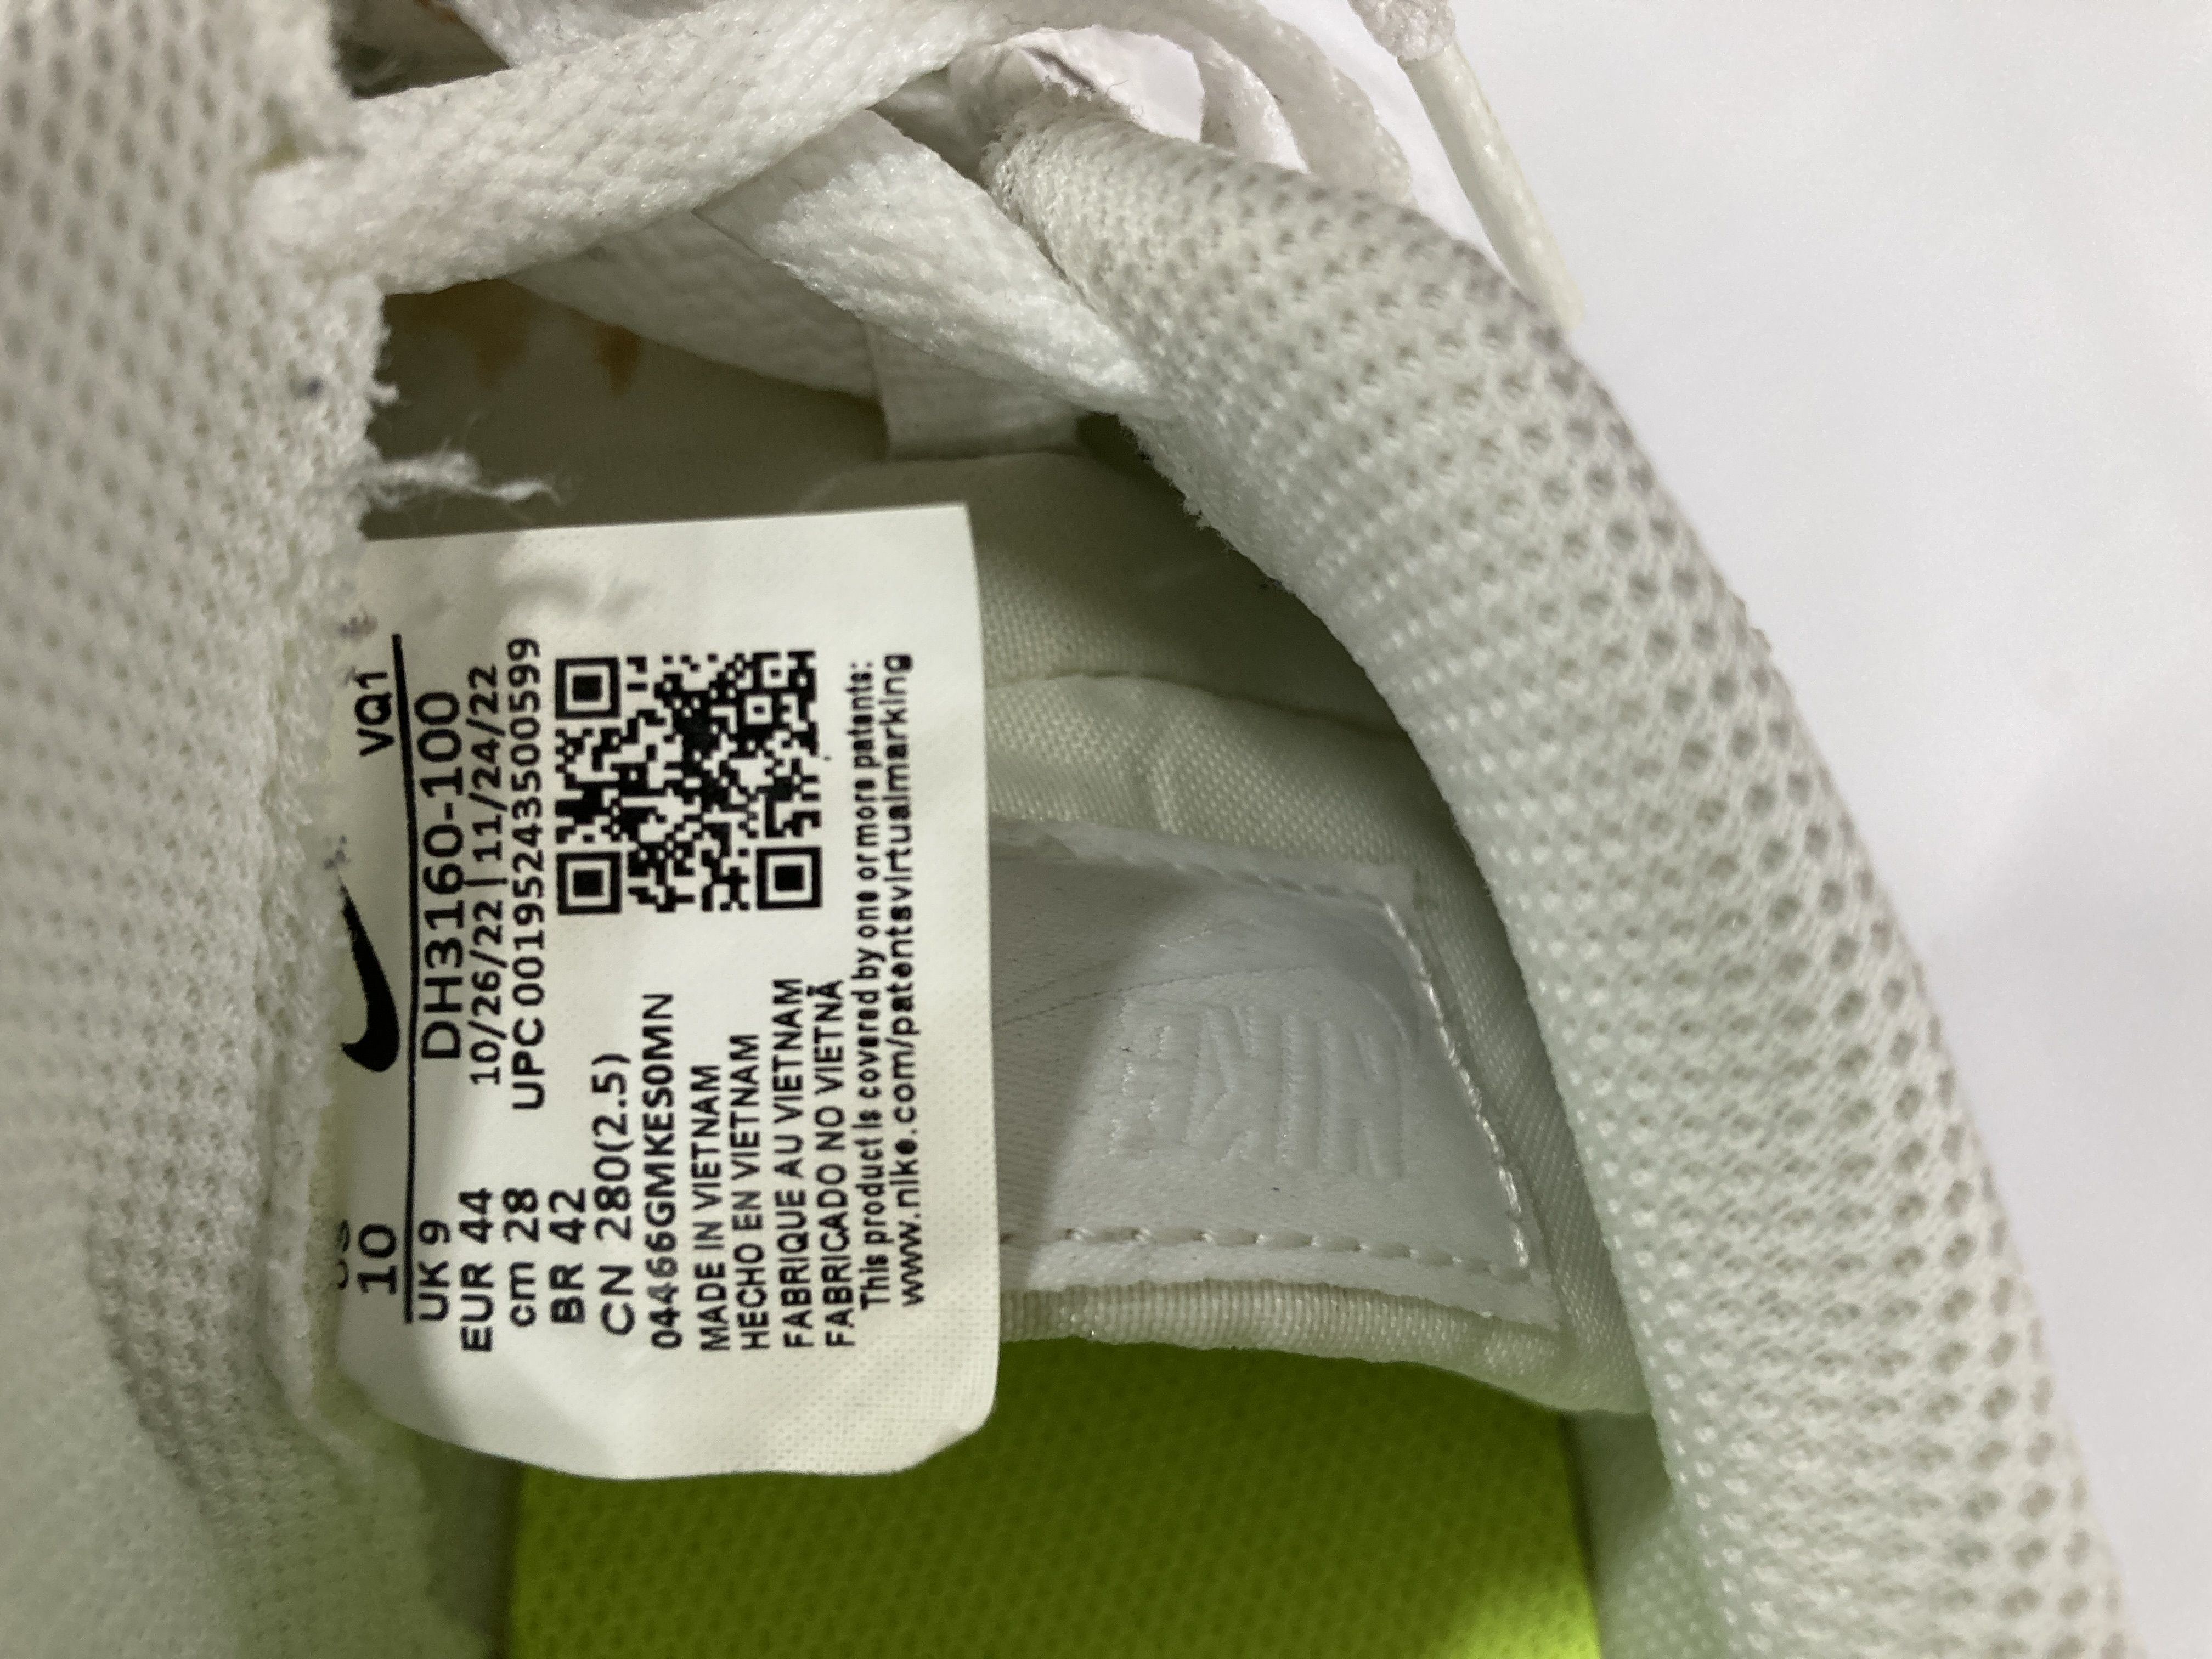 US
10 VQ1
UK 9 DH3160-100
EUR 44 10/26/22|11/24/22
cm 28 UPC 00195243500599
BR 42
CN 280(2.5)
04466GMKES0MN
MADE IN VIETNAM
HECHO EN VIETNAM
FABRIQUE AU VIETNAM
FABRICADO NO VIETNÃ
This product is covered by one or more patents:
www.nike.com/patentsvirtualmarking
NIKE